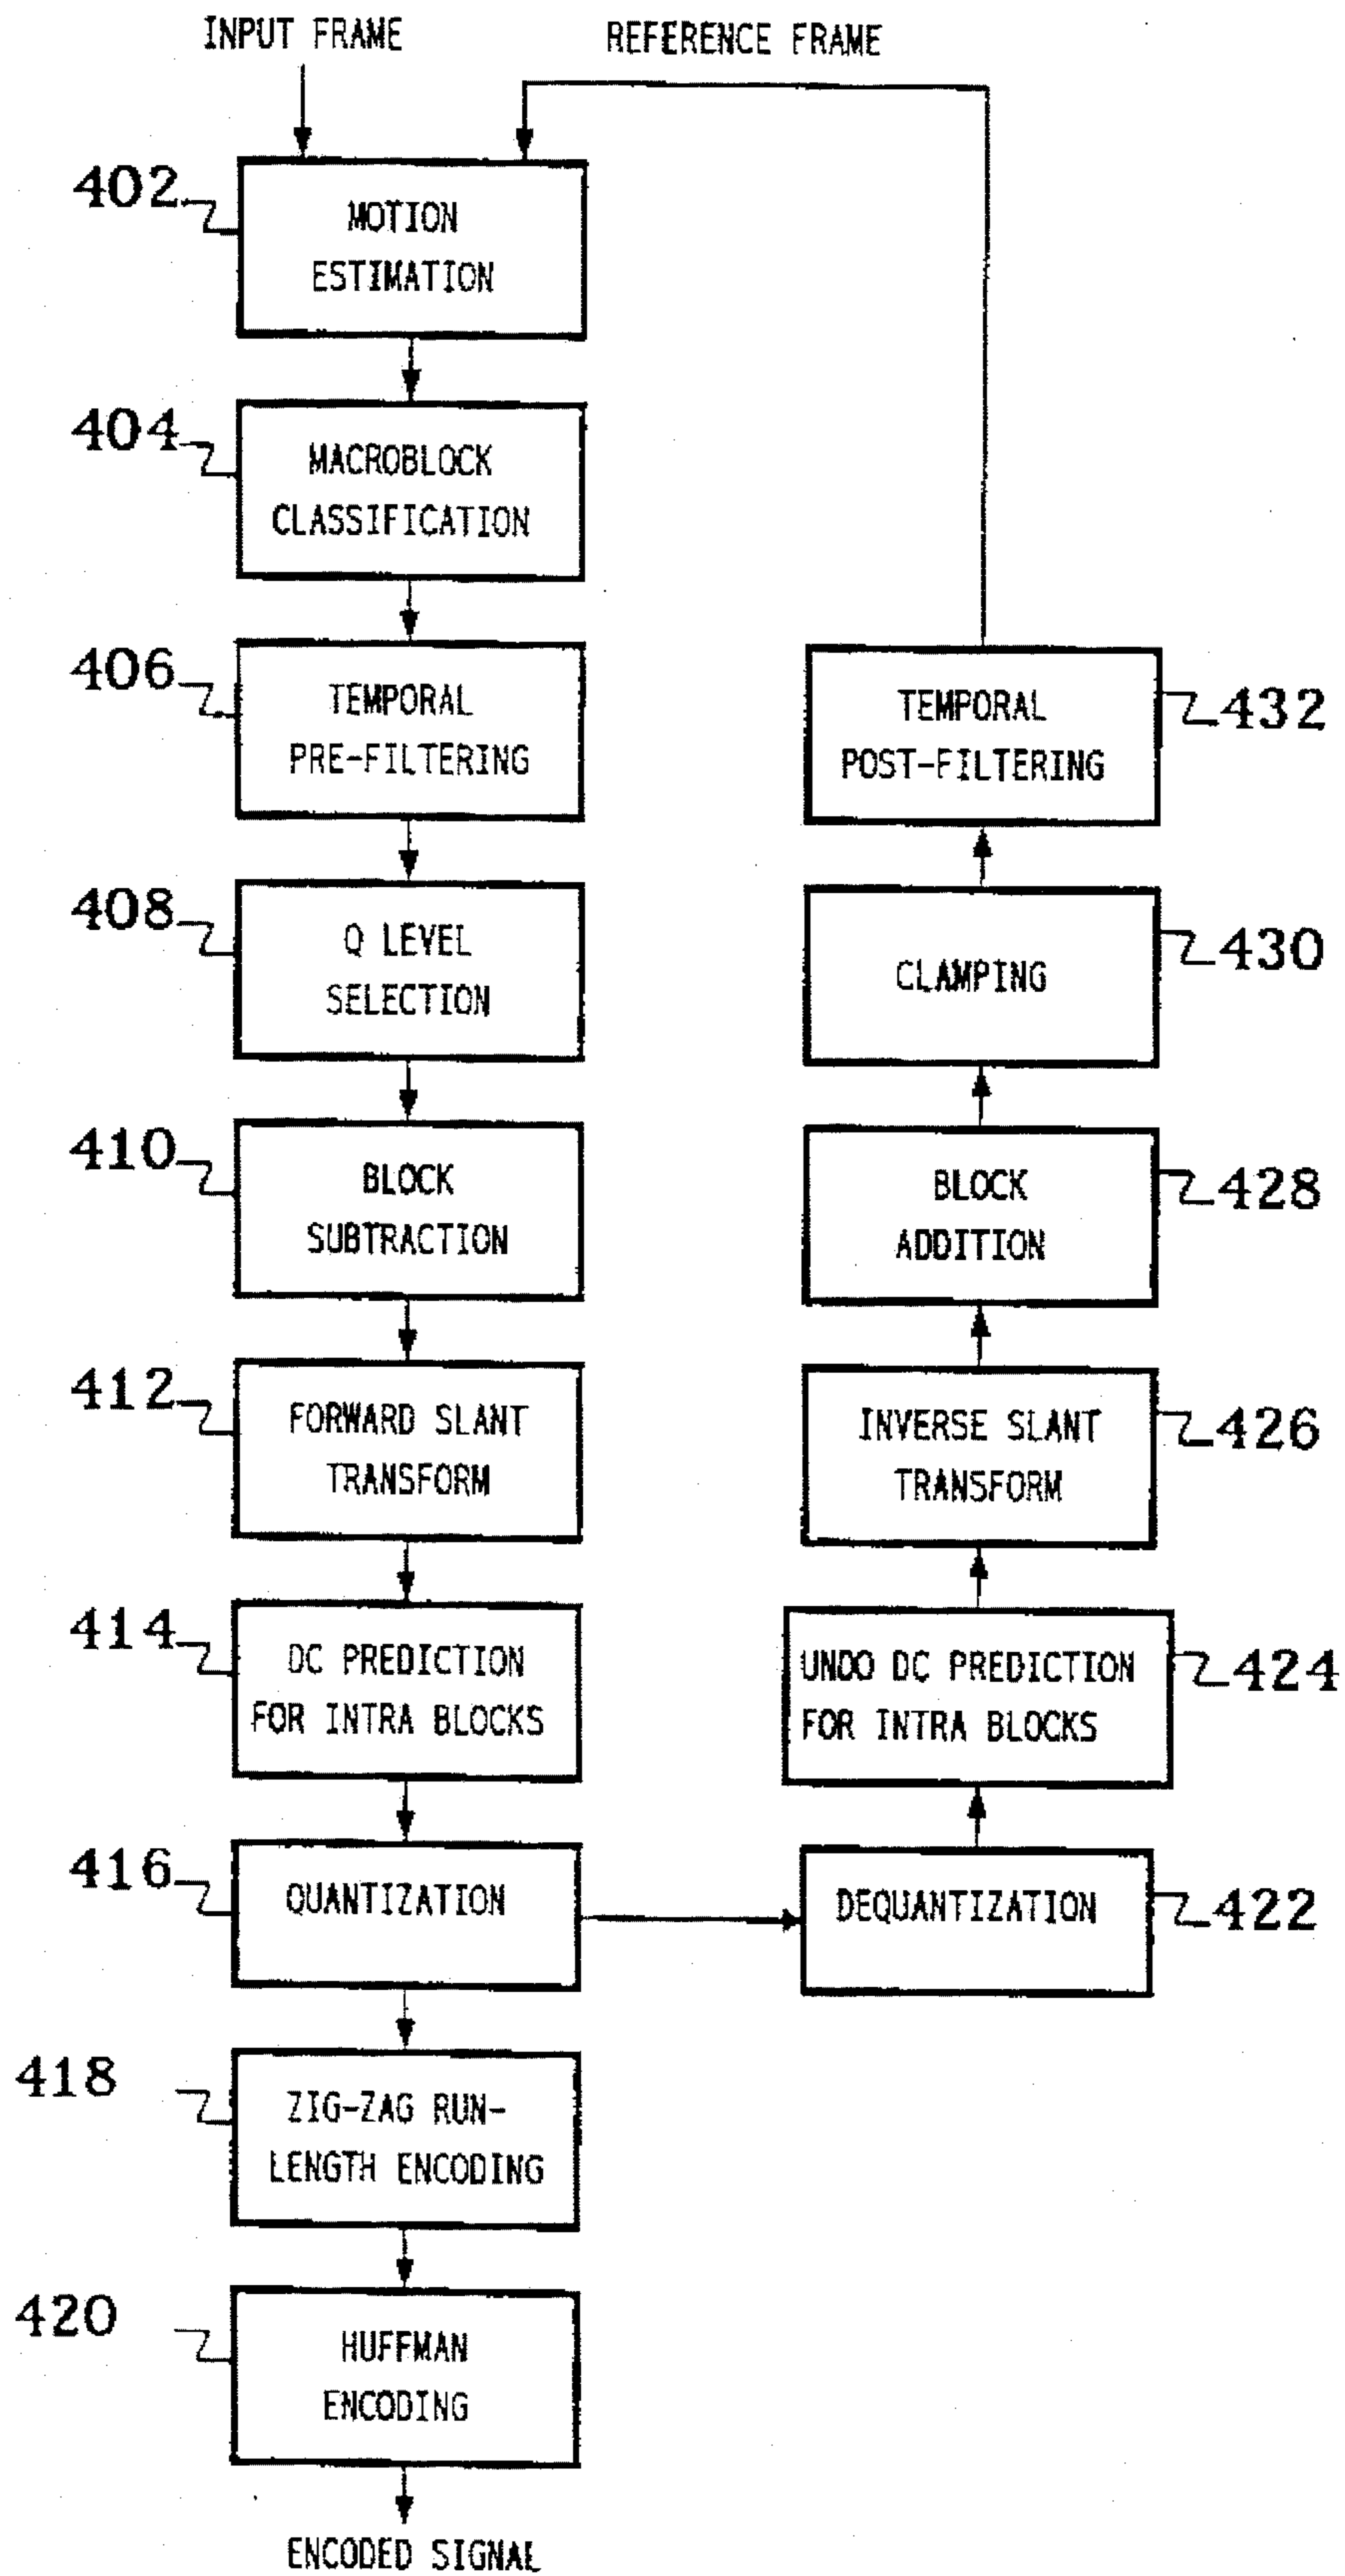 INPUT FRAME
REFERENCE FRAME
402
MOTION
ESTIMATION
404
MACROBLOCK
CLASSIFICATION
406
TEMPORAL
PRE-FILTERING
408
Q LEVEL
SELECTION
410
BLOCK
SUBTRACTION
412
FORWARD SLANT
TRANSFORM
414
DC PREDICTION
FOR INTRA BLOCKS
416
QUANTIZATION
418
ZIG-ZAG RUN-
LENGTH ENCODING
420
HUFFMAN
ENCODING
ENCODED SIGNAL
TEMPORAL
POST-FILTERING
432
CLAMPING
430
BLOCK
ADDITION
428
INVERSE SLANT
TRANSFORM
426
UNDO DC PREDICTION
FOR INTRA BLOCKS
424
DEQUANTIZATION
422